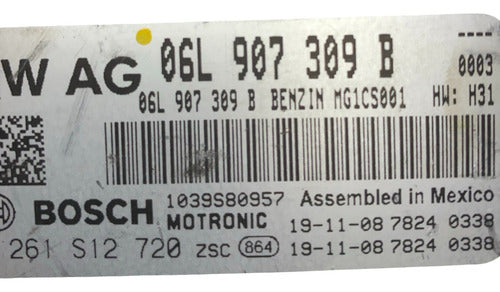 W AG 06L 907 309 B ----
0003
06L 907 309 B BENZIN MG1CS001 HW: H31
BOSCH 1039S80957 Assembled in Mexico
MOTRONIC 19-11-08 7824 0338
261 S12 720 ZSC 864 19-11-08 7824 0338